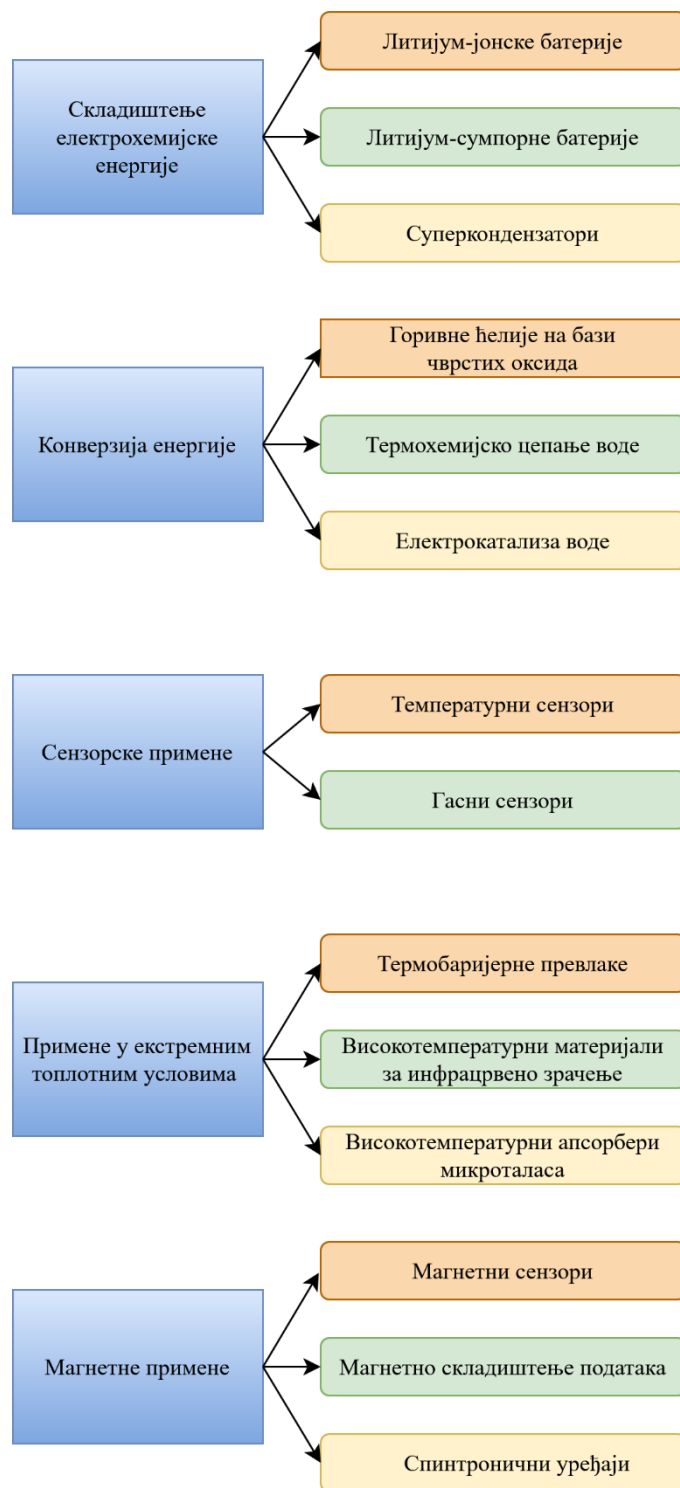 Складиштење
електрохемијске
енергије
Литијум-јонске батерије
Литијум-сумпорне батерије
Суперкондензатори
Конверзија енергије
Горивне ћелије на бази
чврстих оксида
Термохемијско цепање воде
Електрокатализа воде
Сензорске примене
Температурни сензори
Гасни сензори
Примене у екстремним
топлотним условима
Термобаријерне превлаке
Високотемпературни материјали
за инфрацрвено зрачење
Високотемпературни апсорбери
микроталаса
Магнетне примене
Магнетни сензори
Магнетно складиштење података
Спинтронични уређаји